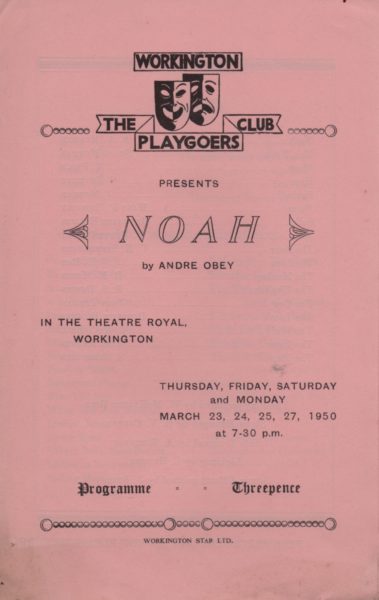 WORKINGTON
THE CLUB
PLAYGOERS
PRESENTS
NOAH
by ANDRE OBEY
IN THE THEATRE ROYAL,
WORKINGTON
THURSDAY, FRIDAY, SATURDAY
and MONDAY
MARCH 23, 24, 25, 27, 1950
at 7-30 p.m.
Programme - - Threepence
WORKINGTON STAR LTD.